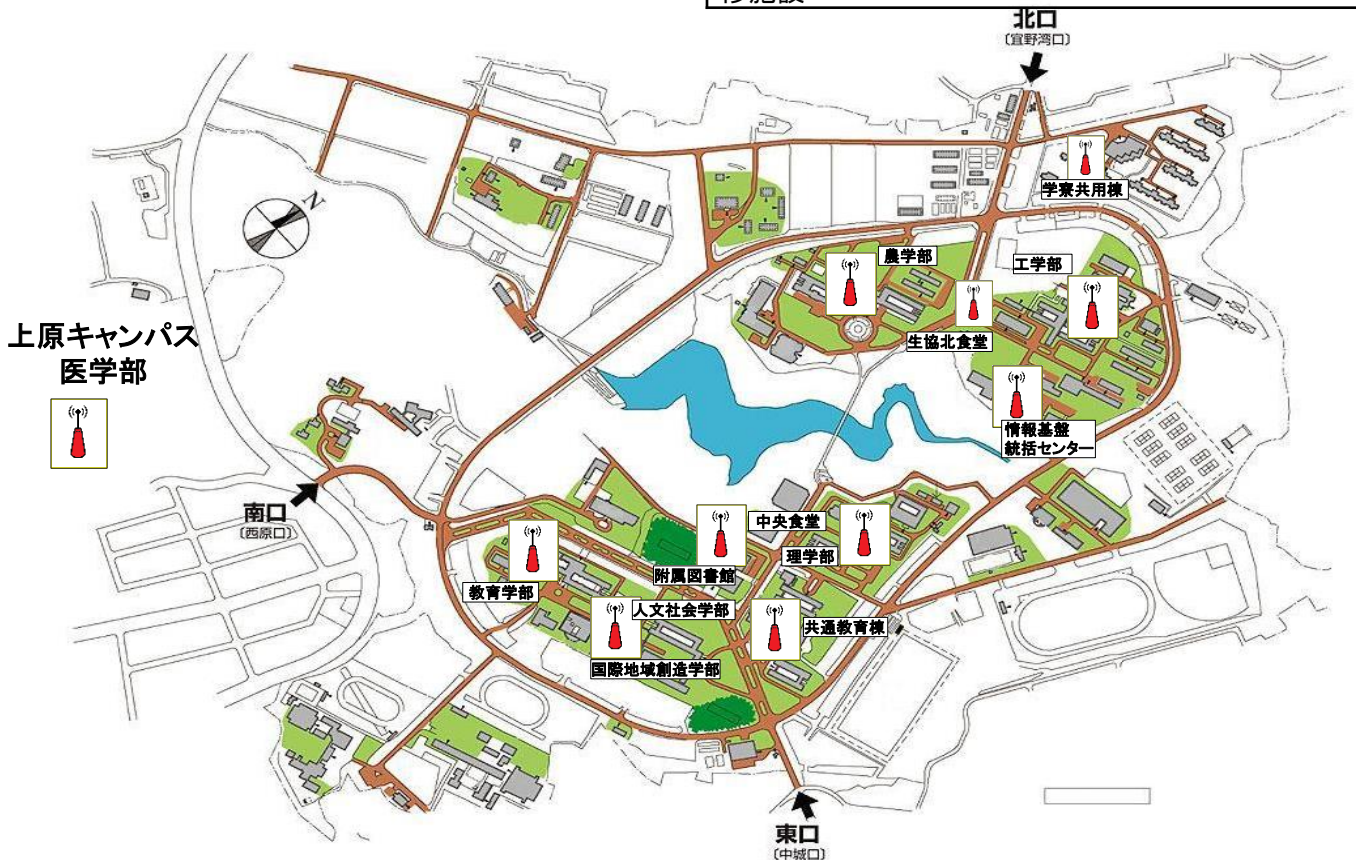 修施設
北口
〔宜野湾口〕
N
学寮共用棟
農学部
工学部
生協北食堂
上原キャンパス
医学部
情報基盤
統括センター
南口
〔西原口〕
中央食堂
理学部
附属図書館
教育学部
人文社会学部
共通教育棟
国際地域創造学部
東口
〔中城口〕